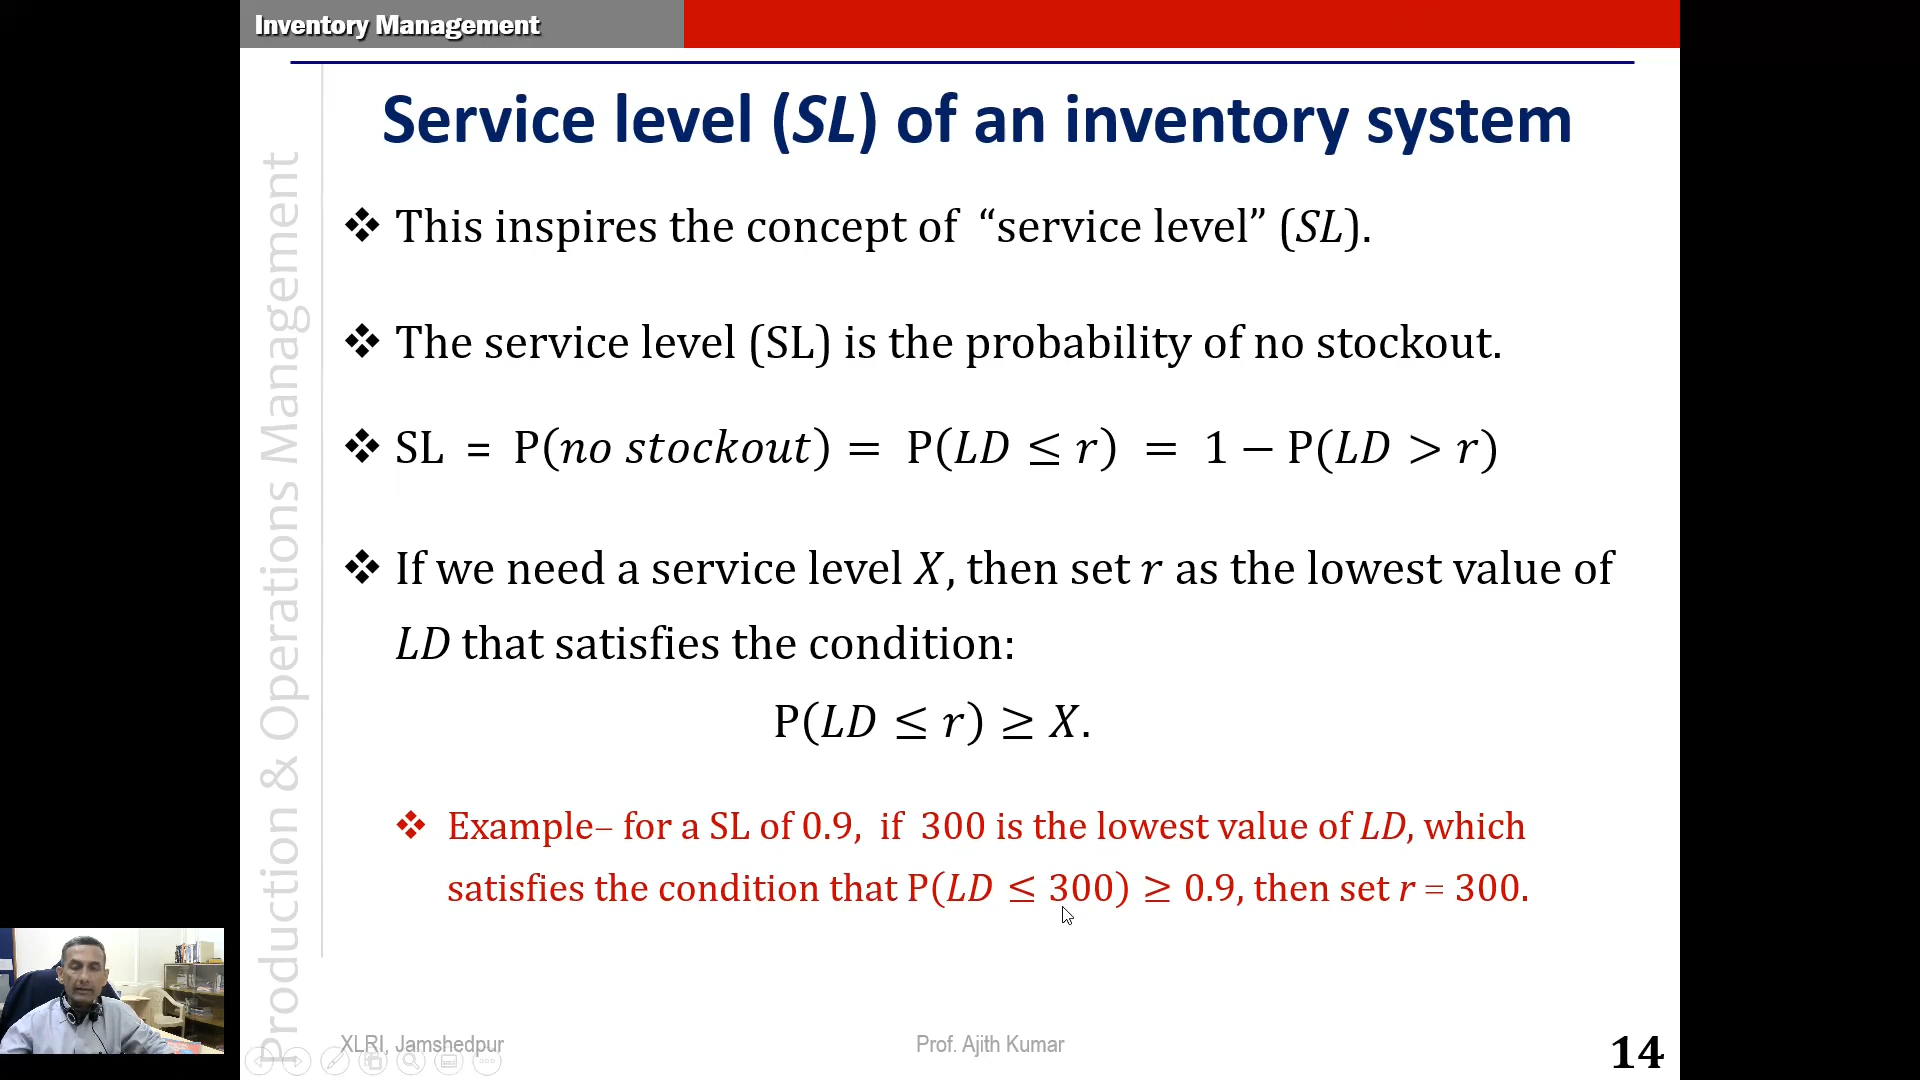 Inventory Management
Service level (SL) of an inventory system
Production & Operations Management
❖ This inspires the concept of “service level” (SL).
❖ The service level (SL) is the probability of no stockout.
❖ SL = P(no stockout) = P(LD ≤ r) = 1 − P(LD > r)
❖ If we need a service level X, then set r as the lowest value of
LD that satisfies the condition:
P(LD ≤ r) ≥ X.
❖ Example– for a SL of 0.9, if 300 is the lowest value of LD, which
satisfies the condition that P(LD ≤ 300) ≥ 0.9, then set r = 300.
XLRI, Jamshedpur
Prof. Ajith Kumar
14